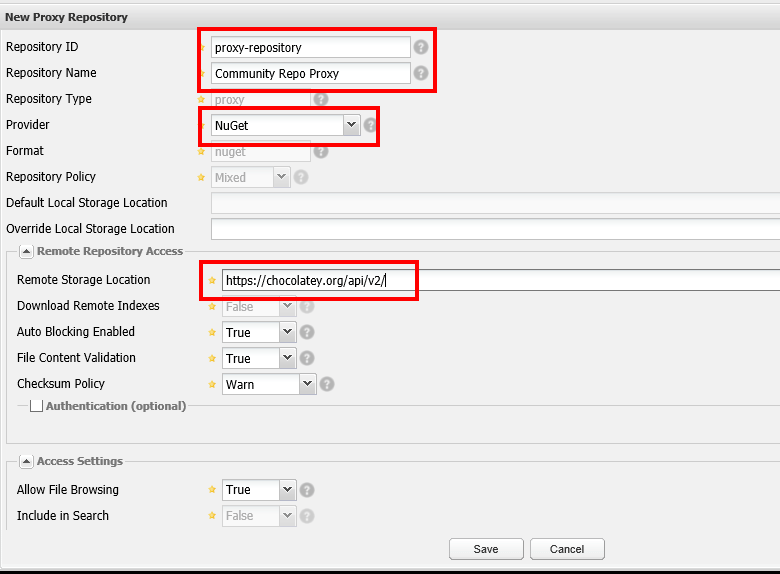 New Proxy Repository
Repository ID proxy-repository ?
Repository Name Community Repo Proxy ?
Repository Type proxy ?
Provider NuGet ?
Format nuget ?
Repository Policy Mixed ?
Default Local Storage Location
Override Local Storage Location
Remote Repository Access
Remote Storage Location https://chocolatey.org/api/v2/
Download Remote Indexes False ?
Auto Blocking Enabled True ?
File Content Validation True ?
Checksum Policy Warn ?
Authentication (optional)
Access Settings
Allow File Browsing True ?
Include in Search False ?
Save Cancel